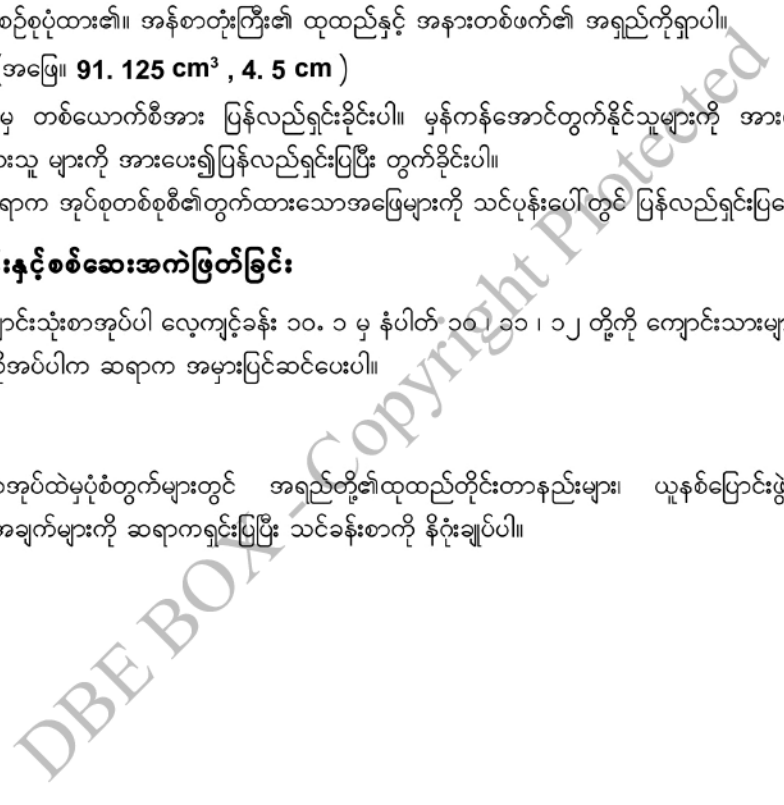 စဉ်စုပုံထား၏။ အန်စာတုံးကြီး၏ ထုထည်နှင့် အနားတစ်ဖက်၏ အရှည်ကိုရှာပါ။
(အဖြေ။ 91. 125 cm³ , 4. 5 cm )
မှ တစ်ယောက်စီအား ပြန်လည်ရှင်းခိုင်းပါ။ မှန်ကန်အောင်တွက်နိုင်သူများကို
သူ များကို အားပေး၍ပြန်လည်ရှင်းပြပြီး တွက်ခိုင်းပါ။
ရာက အုပ်စုတစ်စုစီ၏တွက်ထားသောအဖြေများကို သင်ပုန်းပေါ်တွင် ပြန်လည်ရှင်းပြ
းနှင့်စစ်ဆေးအကဲဖြတ်ခြင်း
ာင်းသုံးစာအုပ်ပါ လေ့ကျင့်ခန်း ၁၀. ၁ မှ နံပါတ် ၁၀ ၊ ၁၁ ၊ ၁၂ တို့ကို ကျောင်းသားမျာ
ိုအပ်ပါက ဆရာက အမှားပြင်ဆင်ပေးပါ။
အုပ်ထဲမှပုံစံတွက်များတွင် အရည်တို့၏ထုထည်တိုင်းတာနည်းများ၊ ယူနစ်ပြောင်းဖွဲ
အချက်များကို ဆရာကရှင်းပြပြီး သင်ခန်းစာကို နိဂုံးချုပ်ပါ။
DBE BOX - Copyright Protected